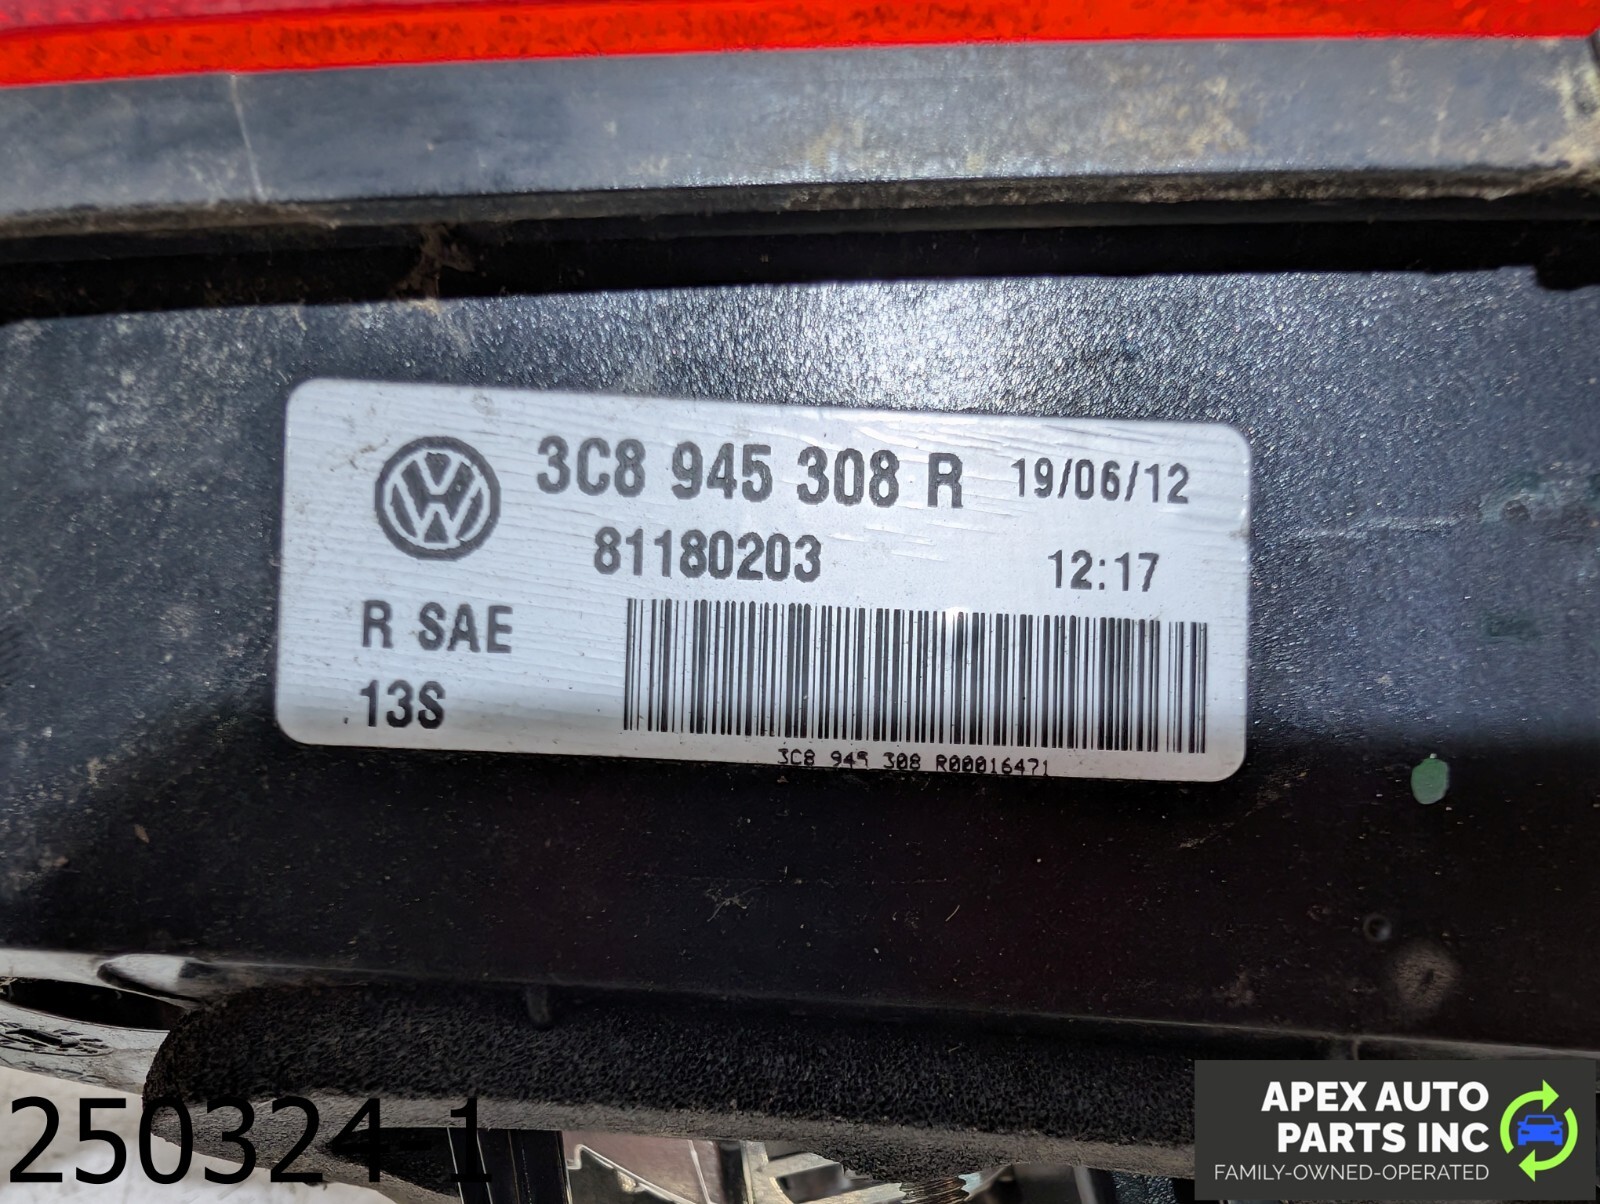 3C8 945 308 R 19/06/12
81180203 12:17
R SAE
13S
3C8 945 308 R00016471
250324-1
APEX AUTO
PARTS INC
FAMILY-OWNED-OPERATED